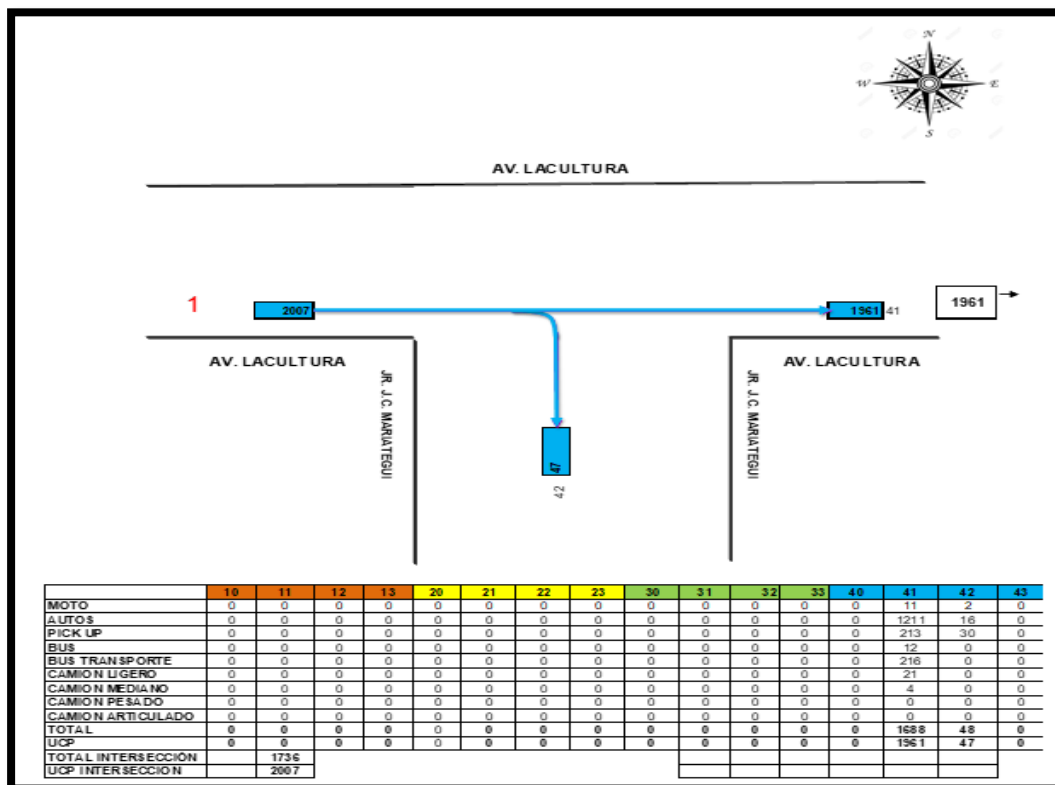 N
W E
S
AV. LACULTURA
1 2007 1961 41 1961
AV. LACULTURA AV. LACULTURA
JR. J.C. MARIATEGUI
JR. J.C. MARIATEGUI
47
42
10 11 12 13 20 21 22 23 30 31 32 33 40 41 42 43
MOTO 0 0 0 0 0 0 0 0 0 0 0 0 0 11 2 0
AUTOS 0 0 0 0 0 0 0 0 0 0 0 0 0 1211 16 0
PICK UP 0 0 0 0 0 0 0 0 0 0 0 0 0 213 30 0
BUS 0 0 0 0 0 0 0 0 0 0 0 0 0 12 0 0
BUS TRANSPORTE 0 0 0 0 0 0 0 0 0 0 0 0 0 216 0 0
CAMION LIGERO 0 0 0 0 0 0 0 0 0 0 0 0 0 21 0 0
CAMION MEDIANO 0 0 0 0 0 0 0 0 0 0 0 0 0 4 0 0
CAMION PESADO 0 0 0 0 0 0 0 0 0 0 0 0 0 0 0 0
CAMION ARTICULADO 0 0 0 0 0 0 0 0 0 0 0 0 0 0 0 0
TOTAL 0 0 0 0 0 0 0 0 0 0 0 0 0 1688 48 0
UCP 0 0 0 0 0 0 0 0 0 0 0 0 0 1961 47 0
TOTAL INTERSECCIÓN 1736
UCP INTERSECCION 2007